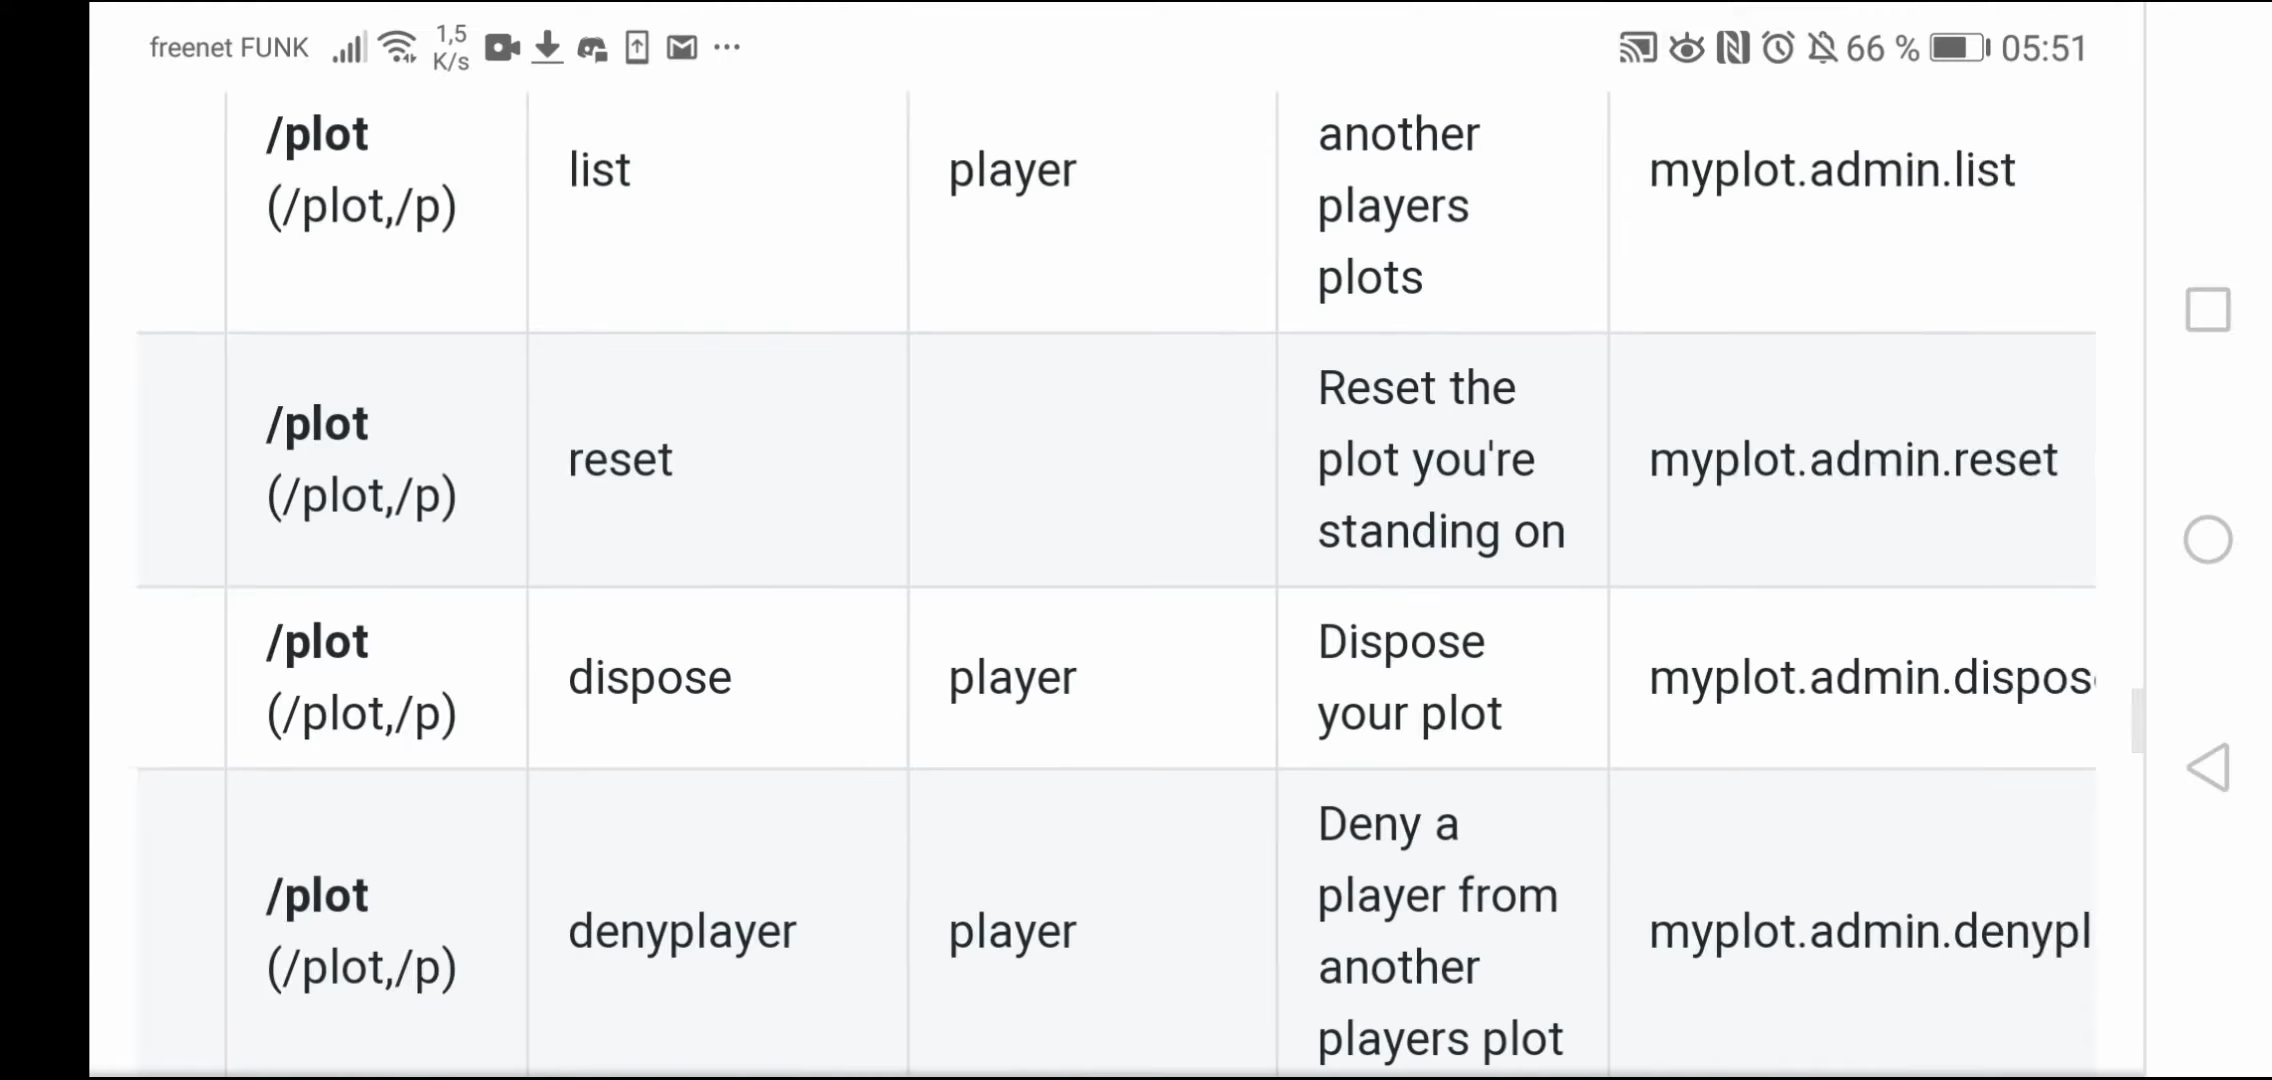 freenet FUNK 1,5 K/s 66 % 05:51
/plot (/plot,/p) list player another players plots myplot.admin.list
/plot (/plot,/p) reset Reset the plot you're standing on myplot.admin.reset
/plot (/plot,/p) dispose player Dispose your plot myplot.admin.dispos
/plot (/plot,/p) denyplayer player Deny a player from another players plot myplot.admin.denypl